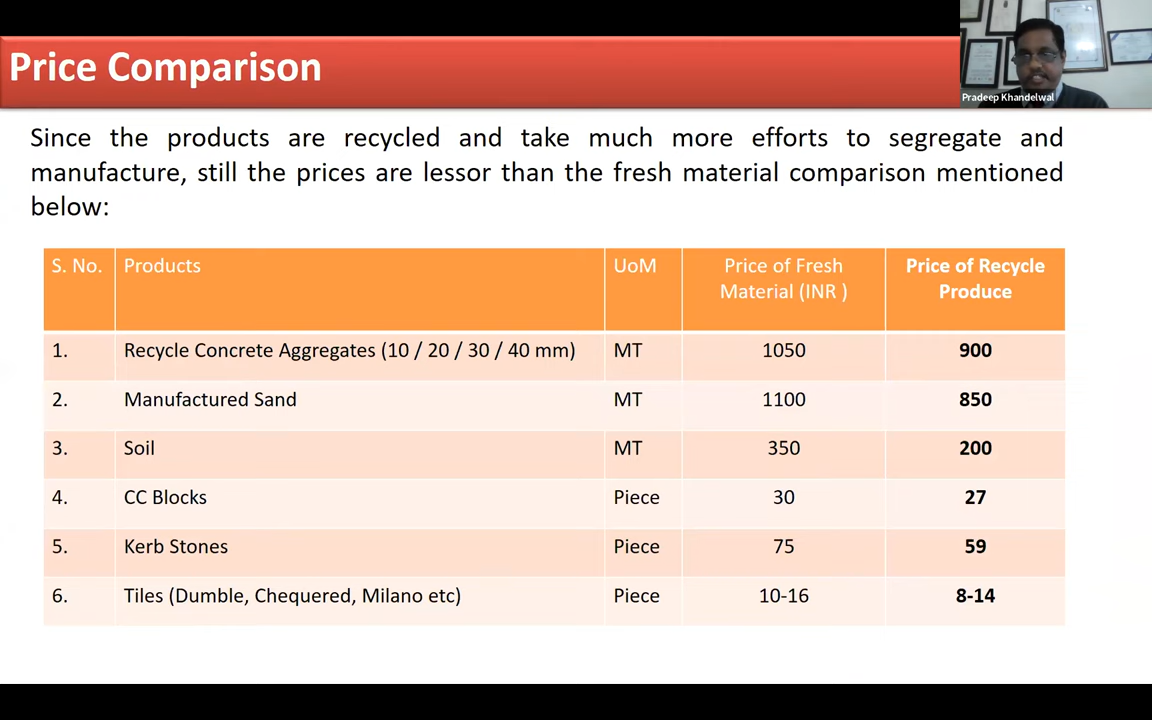 Price Comparison
Pradeep Khandelwal
Since the products are recycled and take much more efforts to segregate and
manufacture, still the prices are lessor than the fresh material comparison mentioned
below:
S. No. Products UoM Price of Fresh Material (INR ) Price of Recycle Produce
1. Recycle Concrete Aggregates (10 / 20 / 30 / 40 mm) MT 1050 900
2. Manufactured Sand MT 1100 850
3. Soil MT 350 200
4. CC Blocks Piece 30 27
5. Kerb Stones Piece 75 59
6. Tiles (Dumble, Chequered, Milano etc) Piece 10-16 8-14